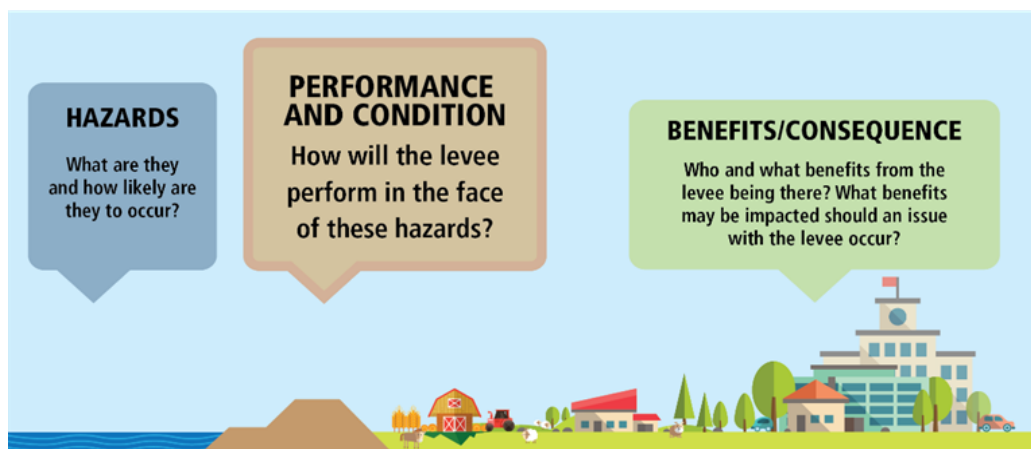 HAZARDS
What are they
and how likely are
they to occur?
PERFORMANCE
AND CONDITION
How will the levee
perform in the face
of these hazards?
BENEFITS/CONSEQUENCE
Who and what benefits from the
levee being there? What benefits
may be impacted should an issue
with the levee occur?